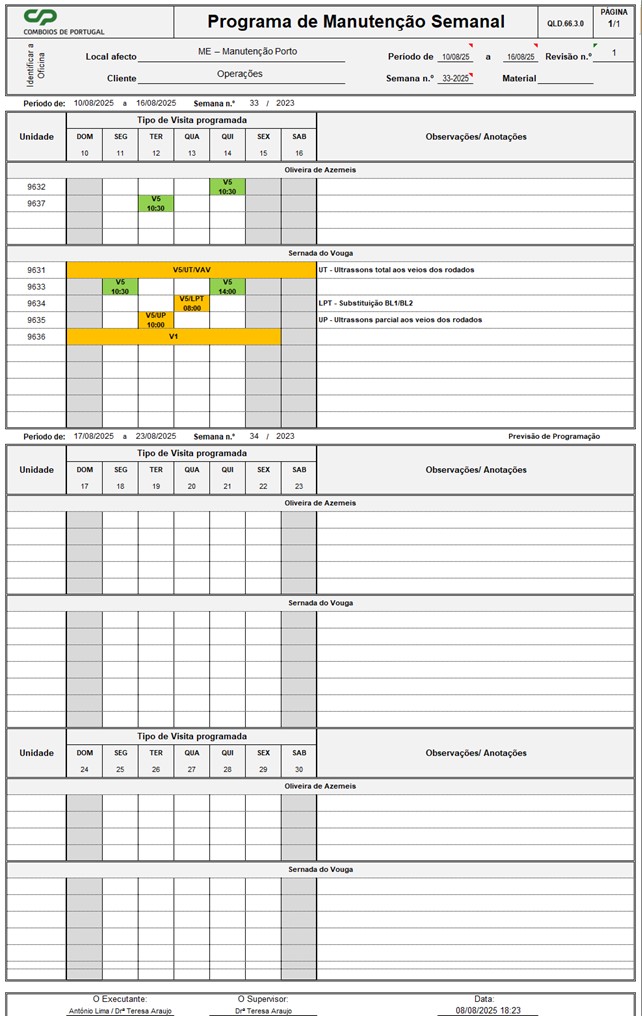 COMBOIOS DE PORTUGAL
Programa de Manutenção Semanal
QLD.66.3.0
PÁGINA
1/1
Identificar a Oficina
Local afecto ME – Manutenção Porto
Cliente Operações
Periodo de 10/08/25 a 16/08/25 Revisão n.º 1
Semana n.º 33-2025 Material
Periodo de: 10/08/2025 a 16/08/2025 Semana n.º 33 / 2023
Unidade
Tipo de Visita programada
Observações/ Anotações
DOM SEG TER QUA QUI SEX SAB
10 11 12 13 14 15 16
Oliveira de Azemeis
9632 V5 10:30
9637 V5 10:30
Sernada do Vouga
9631 V5/UT/VAV UT - Ultrassons total aos veios dos rodados
9633 V5 10:30 V5 14:00
9634 V5/LPT 08:00 LPT - Substituição BL1/BL2
9635 V5/UP 10:00 UP - Ultrassons parcial aos veios dos rodados
9636 V1
Periodo de: 17/08/2025 a 23/08/2025 Semana n.º 34 / 2023 Previsão de Programação
Unidade
Tipo de Visita programada
Observações/ Anotações
DOM SEG TER QUA QUI SEX SAB
17 18 19 20 21 22 23
Oliveira de Azemeis
Sernada do Vouga
Unidade
Tipo de Visita programada
Observações/ Anotações
DOM SEG TER QUA QUI SEX SAB
24 25 26 27 28 29 30
Oliveira de Azemeis
Sernada do Vouga
O Executante: O Supervisor: Data:
António Lima / Drª Teresa Araujo Drª Teresa Araujo 08/08/2025 18:23